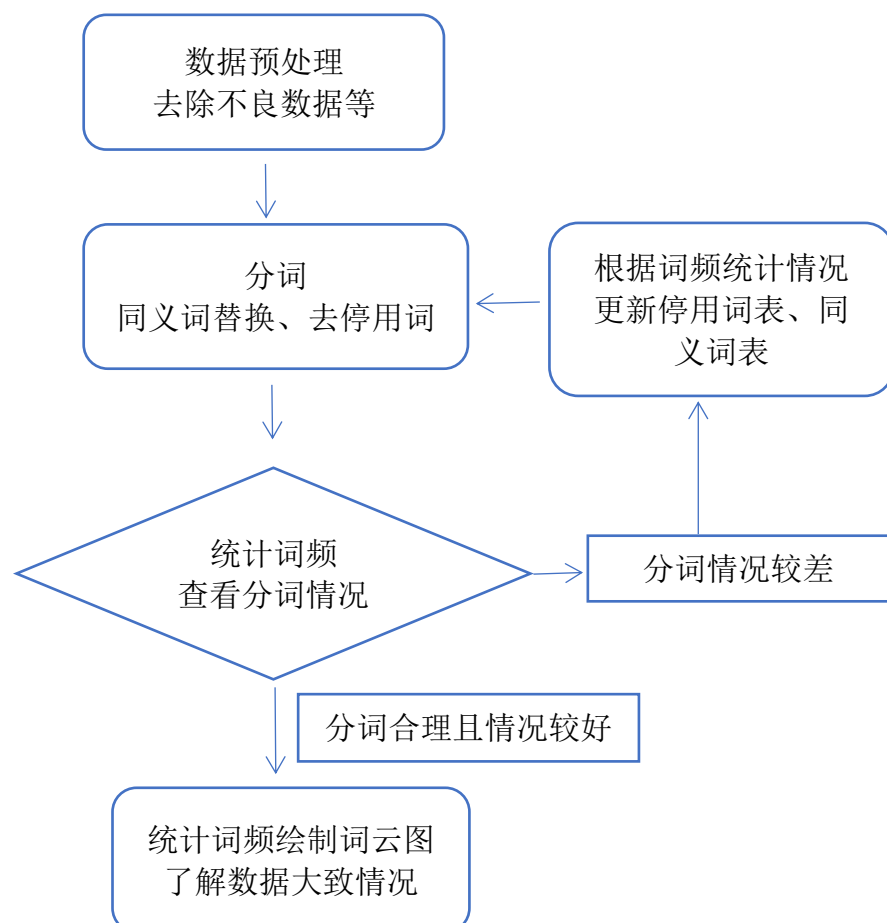 数据预处理
去除不良数据等
分词
同义词替换、去停用词
根据词频统计情况
更新停用词表、同
义词表
统计词频
查看分词情况
分词情况较差
分词合理且情况较好
统计词频绘制词云图
了解数据大致情况